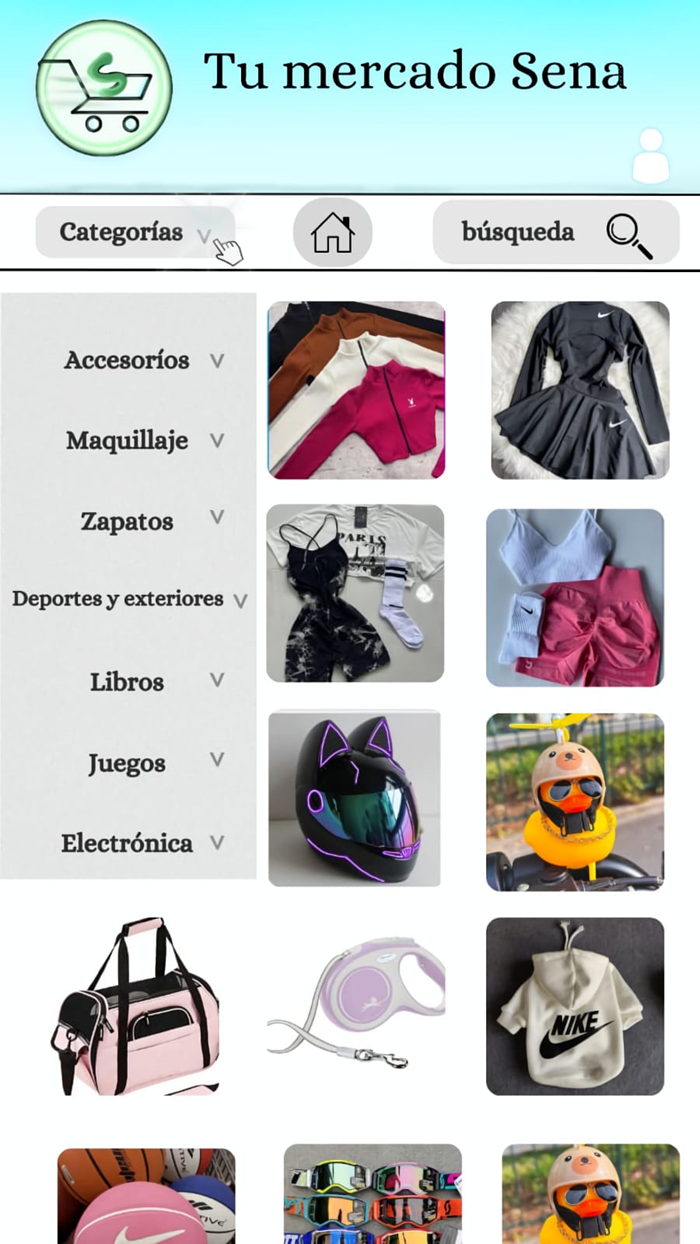 S
Tu mercado Sena
Categorías
búsqueda
Accesoríos
Maquillaje
Zapatos
Deportes y exteriores
Libros
Juegos
Electrónica
PARIS
NIKE